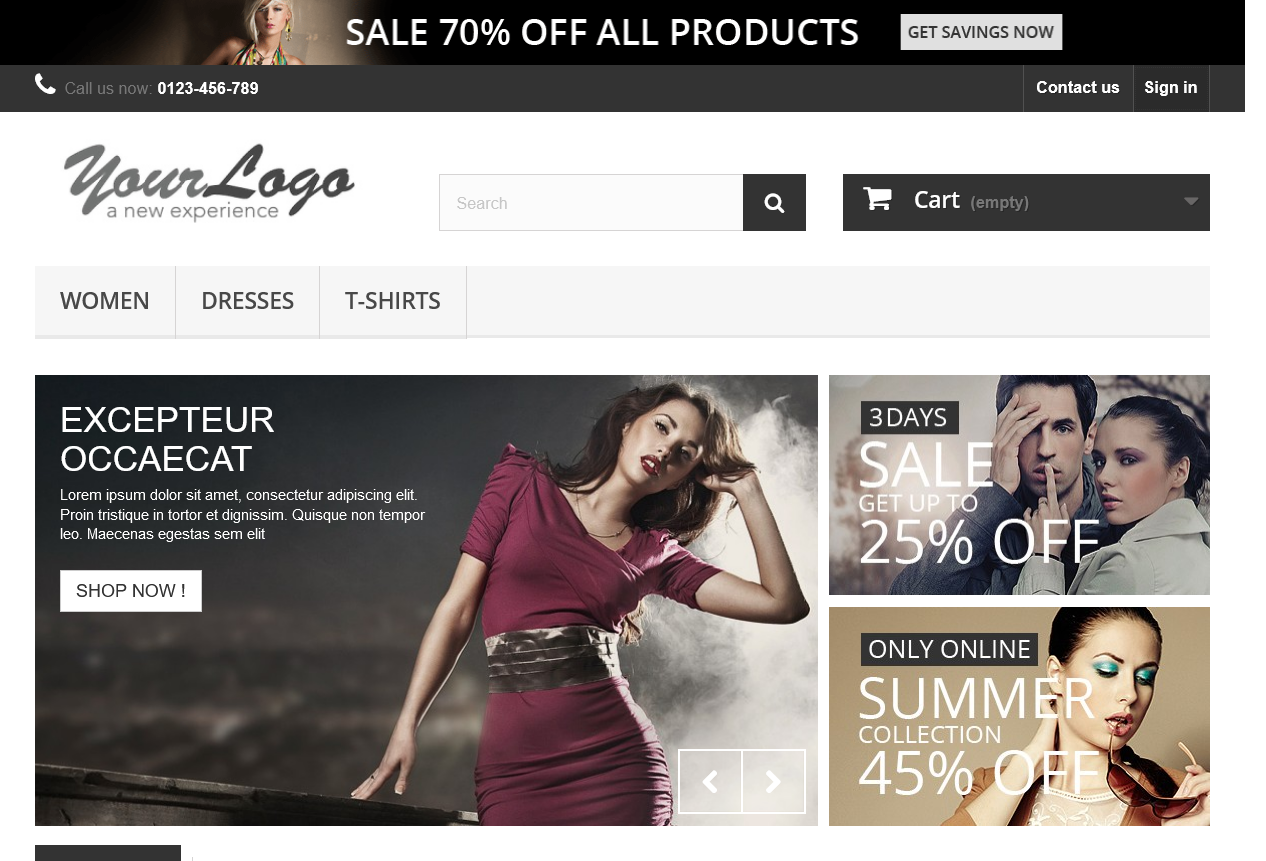 SALE 70% OFF ALL PRODUCTS
GET SAVINGS NOW
Call us now: 0123-456-789
Contact us
Sign in
YourLogo
a new experience
Search
Cart (empty)
WOMEN
DRESSES
T-SHIRTS
EXCEPTEUR
OCCAECAT
Lorem ipsum dolor sit amet, consectetur adipiscing elit.
Proin tristique in tortor et dignissim. Quisque non tempor
leo. Maecenas egestas sem elit
SHOP NOW !
3 DAYS
SALE
GET UP TO
25% OFF
ONLY ONLINE
SUMMER
COLLECTION
45% OFF